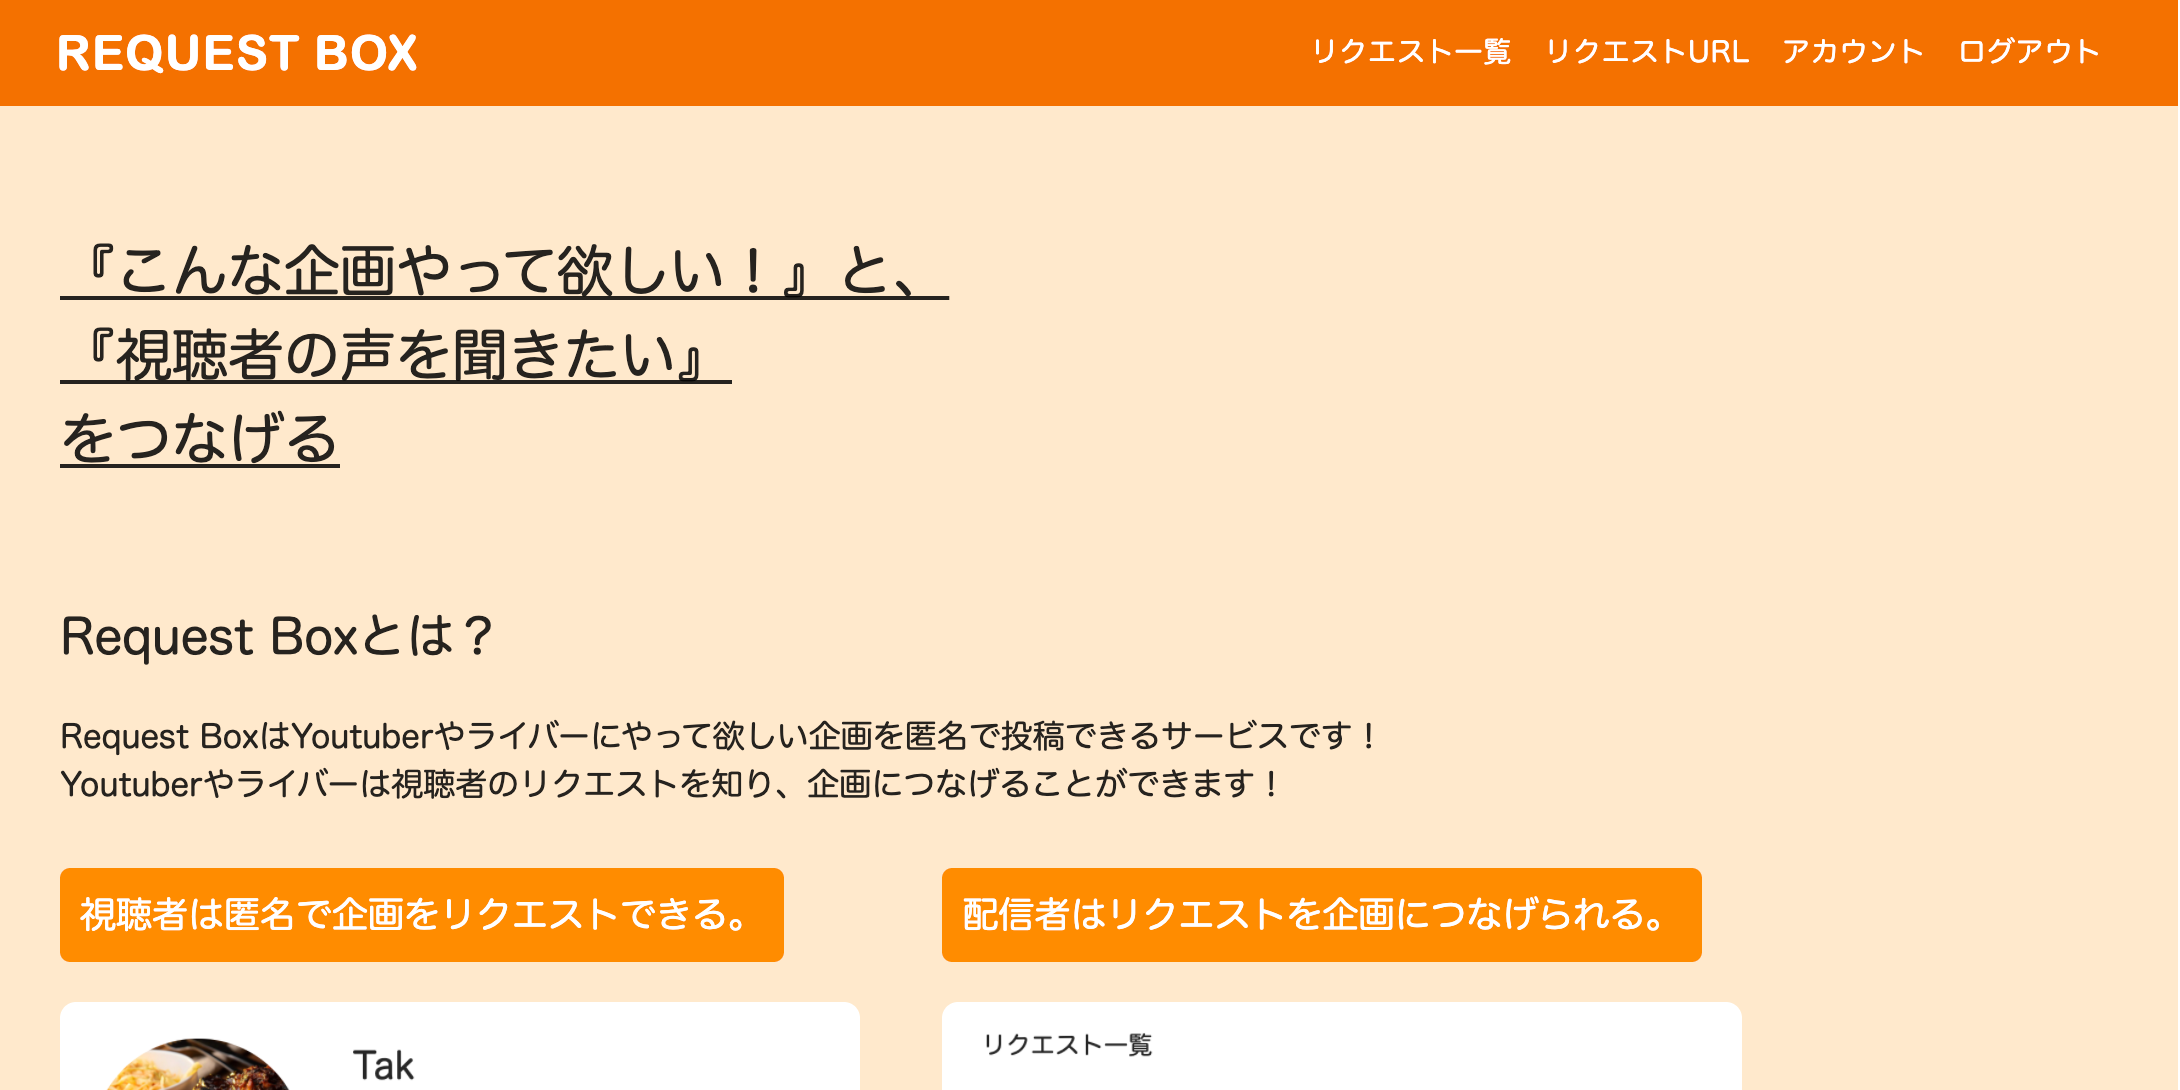 REQUEST BOX
リクエスト一覧 リクエストURL アカウント ログアウト
『こんな企画やって欲しい！』と、
『視聴者の声を聞きたい』
をつなげる
Request Boxとは？
Request BoxはYoutuberやライバーにやって欲しい企画を匿名で投稿できるサービスです！
Youtuberやライバーは視聴者のリクエストを知り、企画につなげることができます！
視聴者は匿名で企画をリクエストできる。
配信者はリクエストを企画につなげられる。
Tak
リクエスト一覧